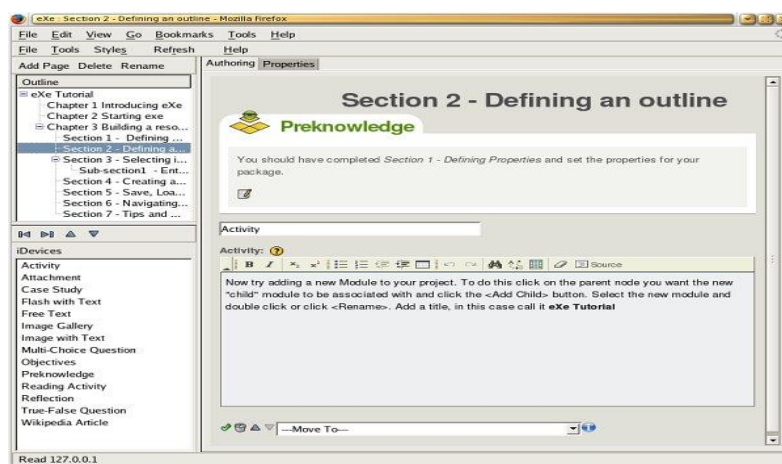 eXe : Section 2 - Defining an outline - Mozilla Firefox
File Edit View Go Bookmarks Tools Help
File Tools Styles Refresh Help
Add Page Delete Rename
Outline
eXe Tutorial
Chapter 1 Introducing eXe
Chapter 2 Starting exe
Chapter 3 Building a reso...
Section 1 - Defining ...
Section 2 - Defining a...
Section 3 - Selecting i...
Sub-section1 - Ent...
Section 4 - Creating a...
Section 5 - Save, Loa...
Section 6 - Navigating...
Section 7 - Tips and ...
iDevices
Activity
Attachment
Case Study
Flash with Text
Free Text
Image Gallery
Image with Text
Multi-Choice Question
Objectives
Preknowledge
Reading Activity
Reflection
True-False Question
Wikipedia Article
Authoring Properties
Section 2 - Defining an outline
Preknowledge
You should have completed Section 1 - Defining Properties and set the properties for your
package.
Activity
Activity:
B I x₂ x² Source
Now try adding a new Module to your project. To do this click on the parent node you want the new
"child" module to be associated with and click the <Add Child> button. Select the new module and
double click or click <Rename>. Add a title, in this case call it eXe Tutorial
---Move To---
Read 127.0.0.1